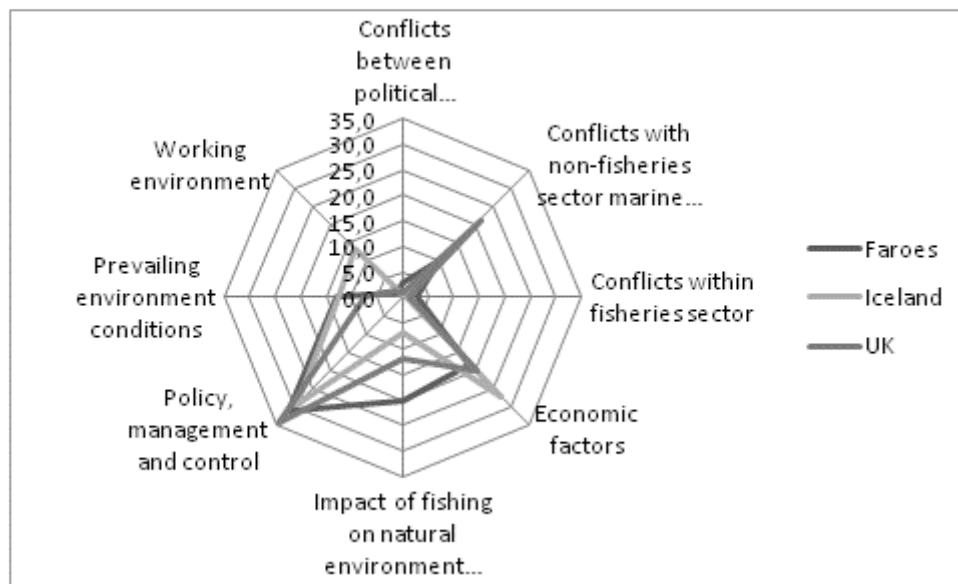 Conflicts
between
political...
35,0
30,0
25,0
20,0
15,0
10,0
5,0
0,0
Conflicts with
non-fisheries
sector marine...
Conflicts within
fisheries sector
Economic
factors
Impact of fishing
on natural
environment...
Policy,
management
and control
Prevailing
environment
conditions
Working
environment
Faroes
Iceland
UK